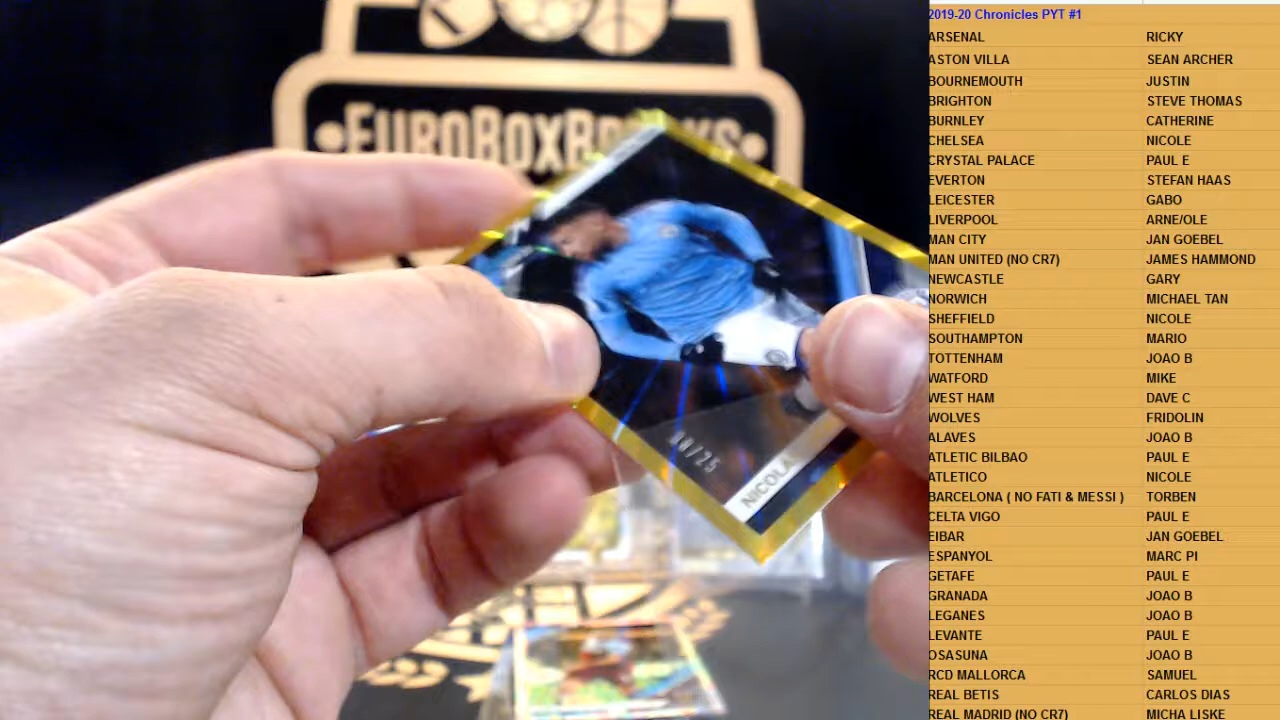 EUROBOXBREAKS
/25
NICOLA
2019-20 Chronicles PYT #1
ARSENAL RICKY
ASTON VILLA SEAN ARCHER
BOURNEMOUTH JUSTIN
BRIGHTON STEVE THOMAS
BURNLEY CATHERINE
CHELSEA NICOLE
CRYSTAL PALACE PAUL E
EVERTON STEFAN HAAS
LEICESTER GABO
LIVERPOOL ARNE/OLE
MAN CITY JAN GOEBEL
MAN UNITED (NO CR7) JAMES HAMMOND
NEWCASTLE GARY
NORWICH MICHAEL TAN
SHEFFIELD NICOLE
SOUTHAMPTON MARIO
TOTTENHAM JOAO B
WATFORD MIKE
WEST HAM DAVE C
WOLVES FRIDOLIN
ALAVES JOAO B
ATLETIC BILBAO PAUL E
ATLETICO NICOLE
BARCELONA ( NO FATI & MESSI ) TORBEN
CELTA VIGO PAUL E
EIBAR JAN GOEBEL
ESPANYOL MARC PI
GETAFE PAUL E
GRANADA JOAO B
LEGANES JOAO B
LEVANTE PAUL E
OSASUNA JOAO B
RCD MALLORCA SAMUEL
REAL BETIS CARLOS DIAS
REAL MADRID (NO CR7) MICHA LISKE